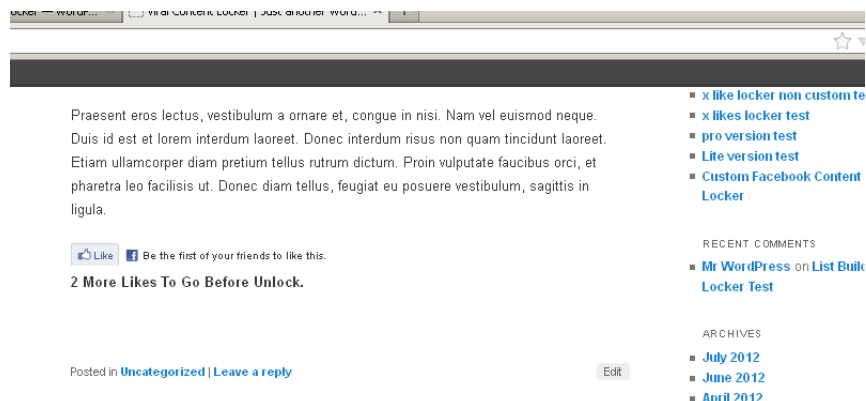 Viral Content Locker | Just another Word...
Praesent eros lectus, vestibulum a ornare et, congue in nisi. Nam vel euismod neque.
Duis id est et lorem interdum laoreet. Donec interdum risus non quam tincidunt laoreet.
Etiam ullamcorper diam pretium tellus rutrum dictum. Proin vulputate faucibus orci, et
pharetra leo facilisis ut. Donec diam tellus, feugiat eu posuere vestibulum, sagittis in
ligula.
Like Be the first of your friends to like this.
2 More Likes To Go Before Unlock.
Posted in Uncategorized | Leave a reply
Edit
x like locker non custom te
x likes locker test
pro version test
Lite version test
Custom Facebook Content
Locker
RECENT COMMENTS
Mr WordPress on List Build
Locker Test
ARCHIVES
July 2012
June 2012
April 2012